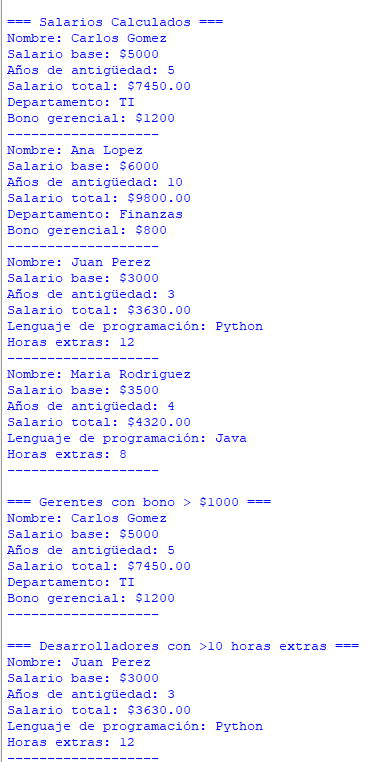 === Salarios Calculados ===
Nombre: Carlos Gomez
Salario base: $5000
Años de antigüedad: 5
Salario total: $7450.00
Departamento: TI
Bono gerencial: $1200
-------------------
Nombre: Ana Lopez
Salario base: $6000
Años de antigüedad: 10
Salario total: $9800.00
Departamento: Finanzas
Bono gerencial: $800
-------------------
Nombre: Juan Perez
Salario base: $3000
Años de antigüedad: 3
Salario total: $3630.00
Lenguaje de programación: Python
Horas extras: 12
-------------------
Nombre: Maria Rodriguez
Salario base: $3500
Años de antigüedad: 4
Salario total: $4320.00
Lenguaje de programación: Java
Horas extras: 8
-------------------
=== Gerentes con bono > $1000 ===
Nombre: Carlos Gomez
Salario base: $5000
Años de antigüedad: 5
Salario total: $7450.00
Departamento: TI
Bono gerencial: $1200
-------------------
=== Desarrolladores con >10 horas extras ===
Nombre: Juan Perez
Salario base: $3000
Años de antigüedad: 3
Salario total: $3630.00
Lenguaje de programación: Python
Horas extras: 12
-------------------